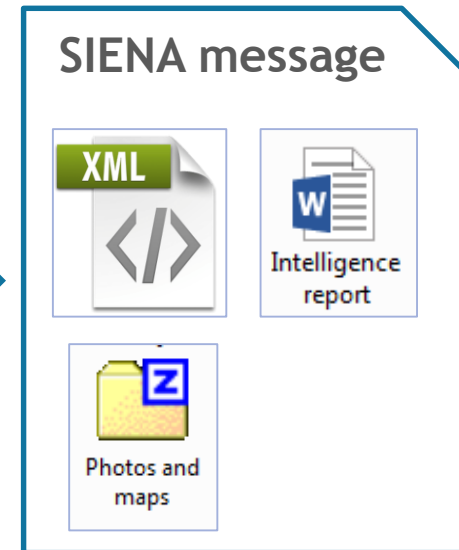 SIENA message
XML
</>
W
Intelligence
report
Z
Photos and
maps